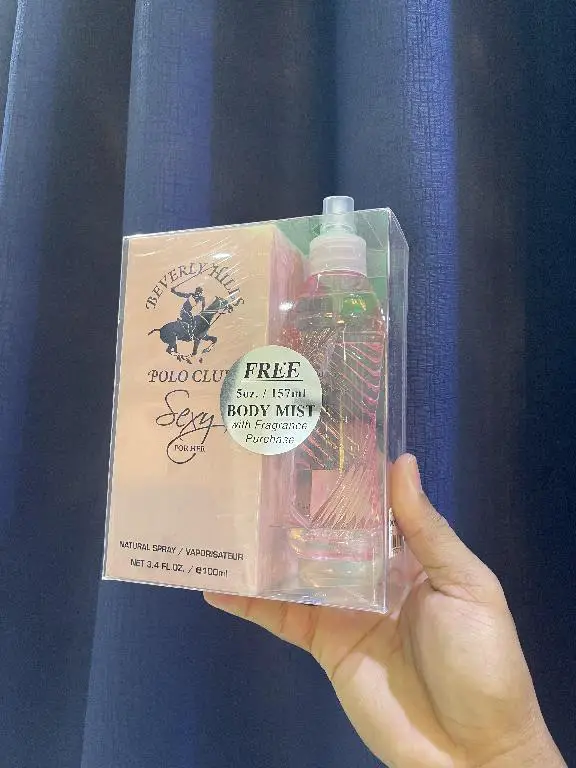 BEVERLY HILLS
POLO CLU
Sexy
FOR HER
NATURAL SPRAY / VAPORISATEUR
NET 3.4 FL.OZ. / ℮100ml
FREE
5oz. / 157ml
BODY MIST
with Fragrance
Purchase